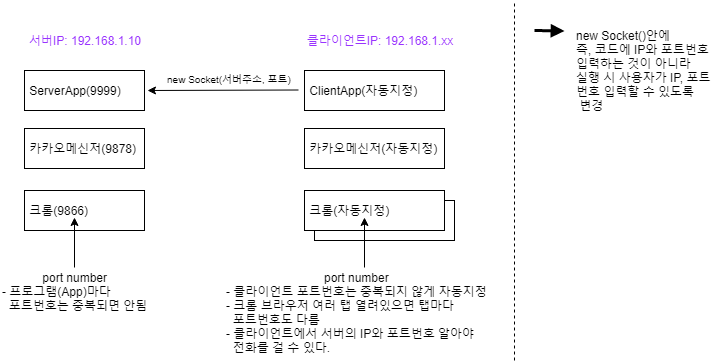 서버IP: 192.168.1.10
클라이언트IP: 192.168.1.xx
ServerApp(9999)
new Socket(서버주소, 포트)
ClientApp(자동지정)
카카오메신저(9878)
카카오메신저(자동지정)
크롬(9866)
크롬(자동지정)
port number
- 프로그램(App)마다
포트번호는 중복되면 안됨
port number
- 클라이언트 포트번호는 중복되지 않게 자동지정
- 크롬 브라우저 여러 탭 열려있으면 탭마다
포트번호도 다름
- 클라이언트에서 서버의 IP와 포트번호 알아야
전화를 걸 수 있다.
new Socket()안에
즉, 코드에 IP와 포트번호
입력하는 것이 아니라
실행 시 사용자가 IP, 포트
번호 입력할 수 있도록
변경